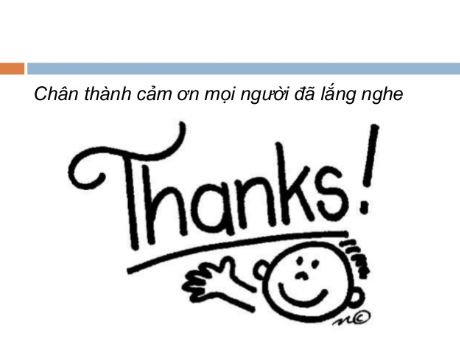 Chân thành cảm ơn mọi người đã lắng nghe
Thanks!